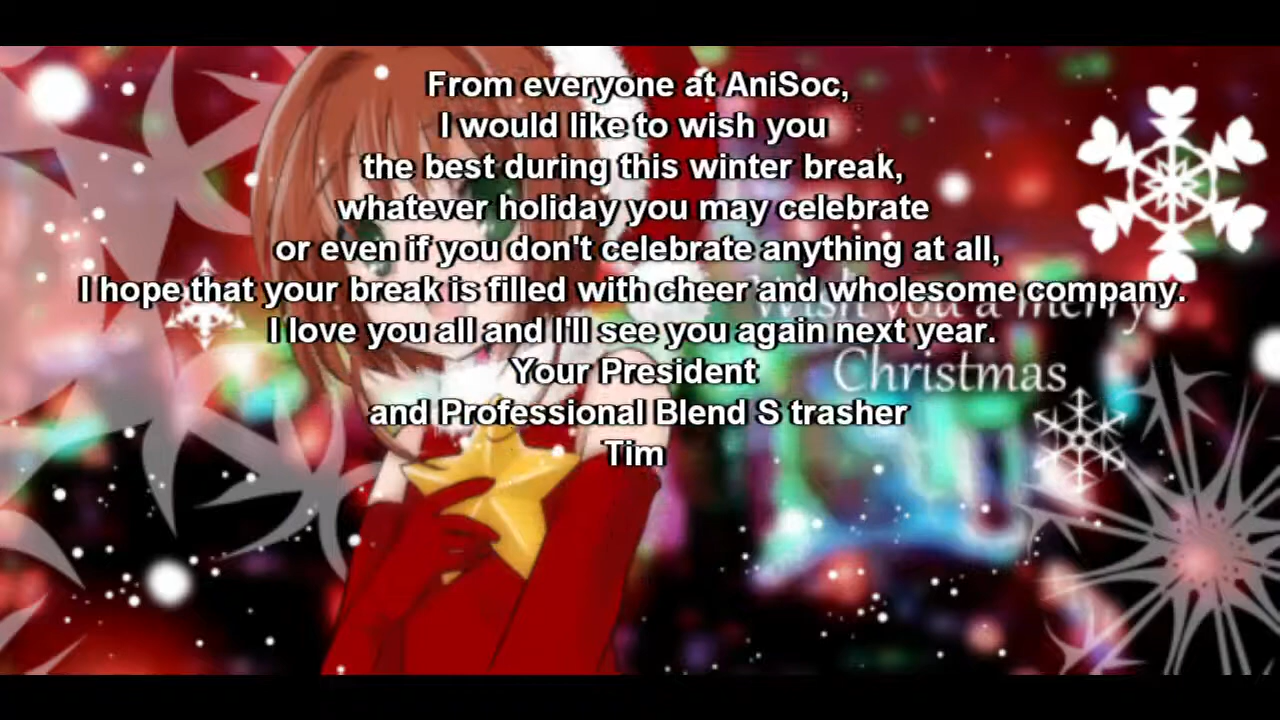 From everyone at AniSoc,
I would like to wish you
the best during this winter break,
whatever holiday you may celebrate
or even if you don't celebrate anything at all,
I hope that your break is filled with cheer and wholesome company.
I love you all and I'll see you again next year.
Your President
and Professional Blend S trasher
Tim
Wish you a merry
Christmas